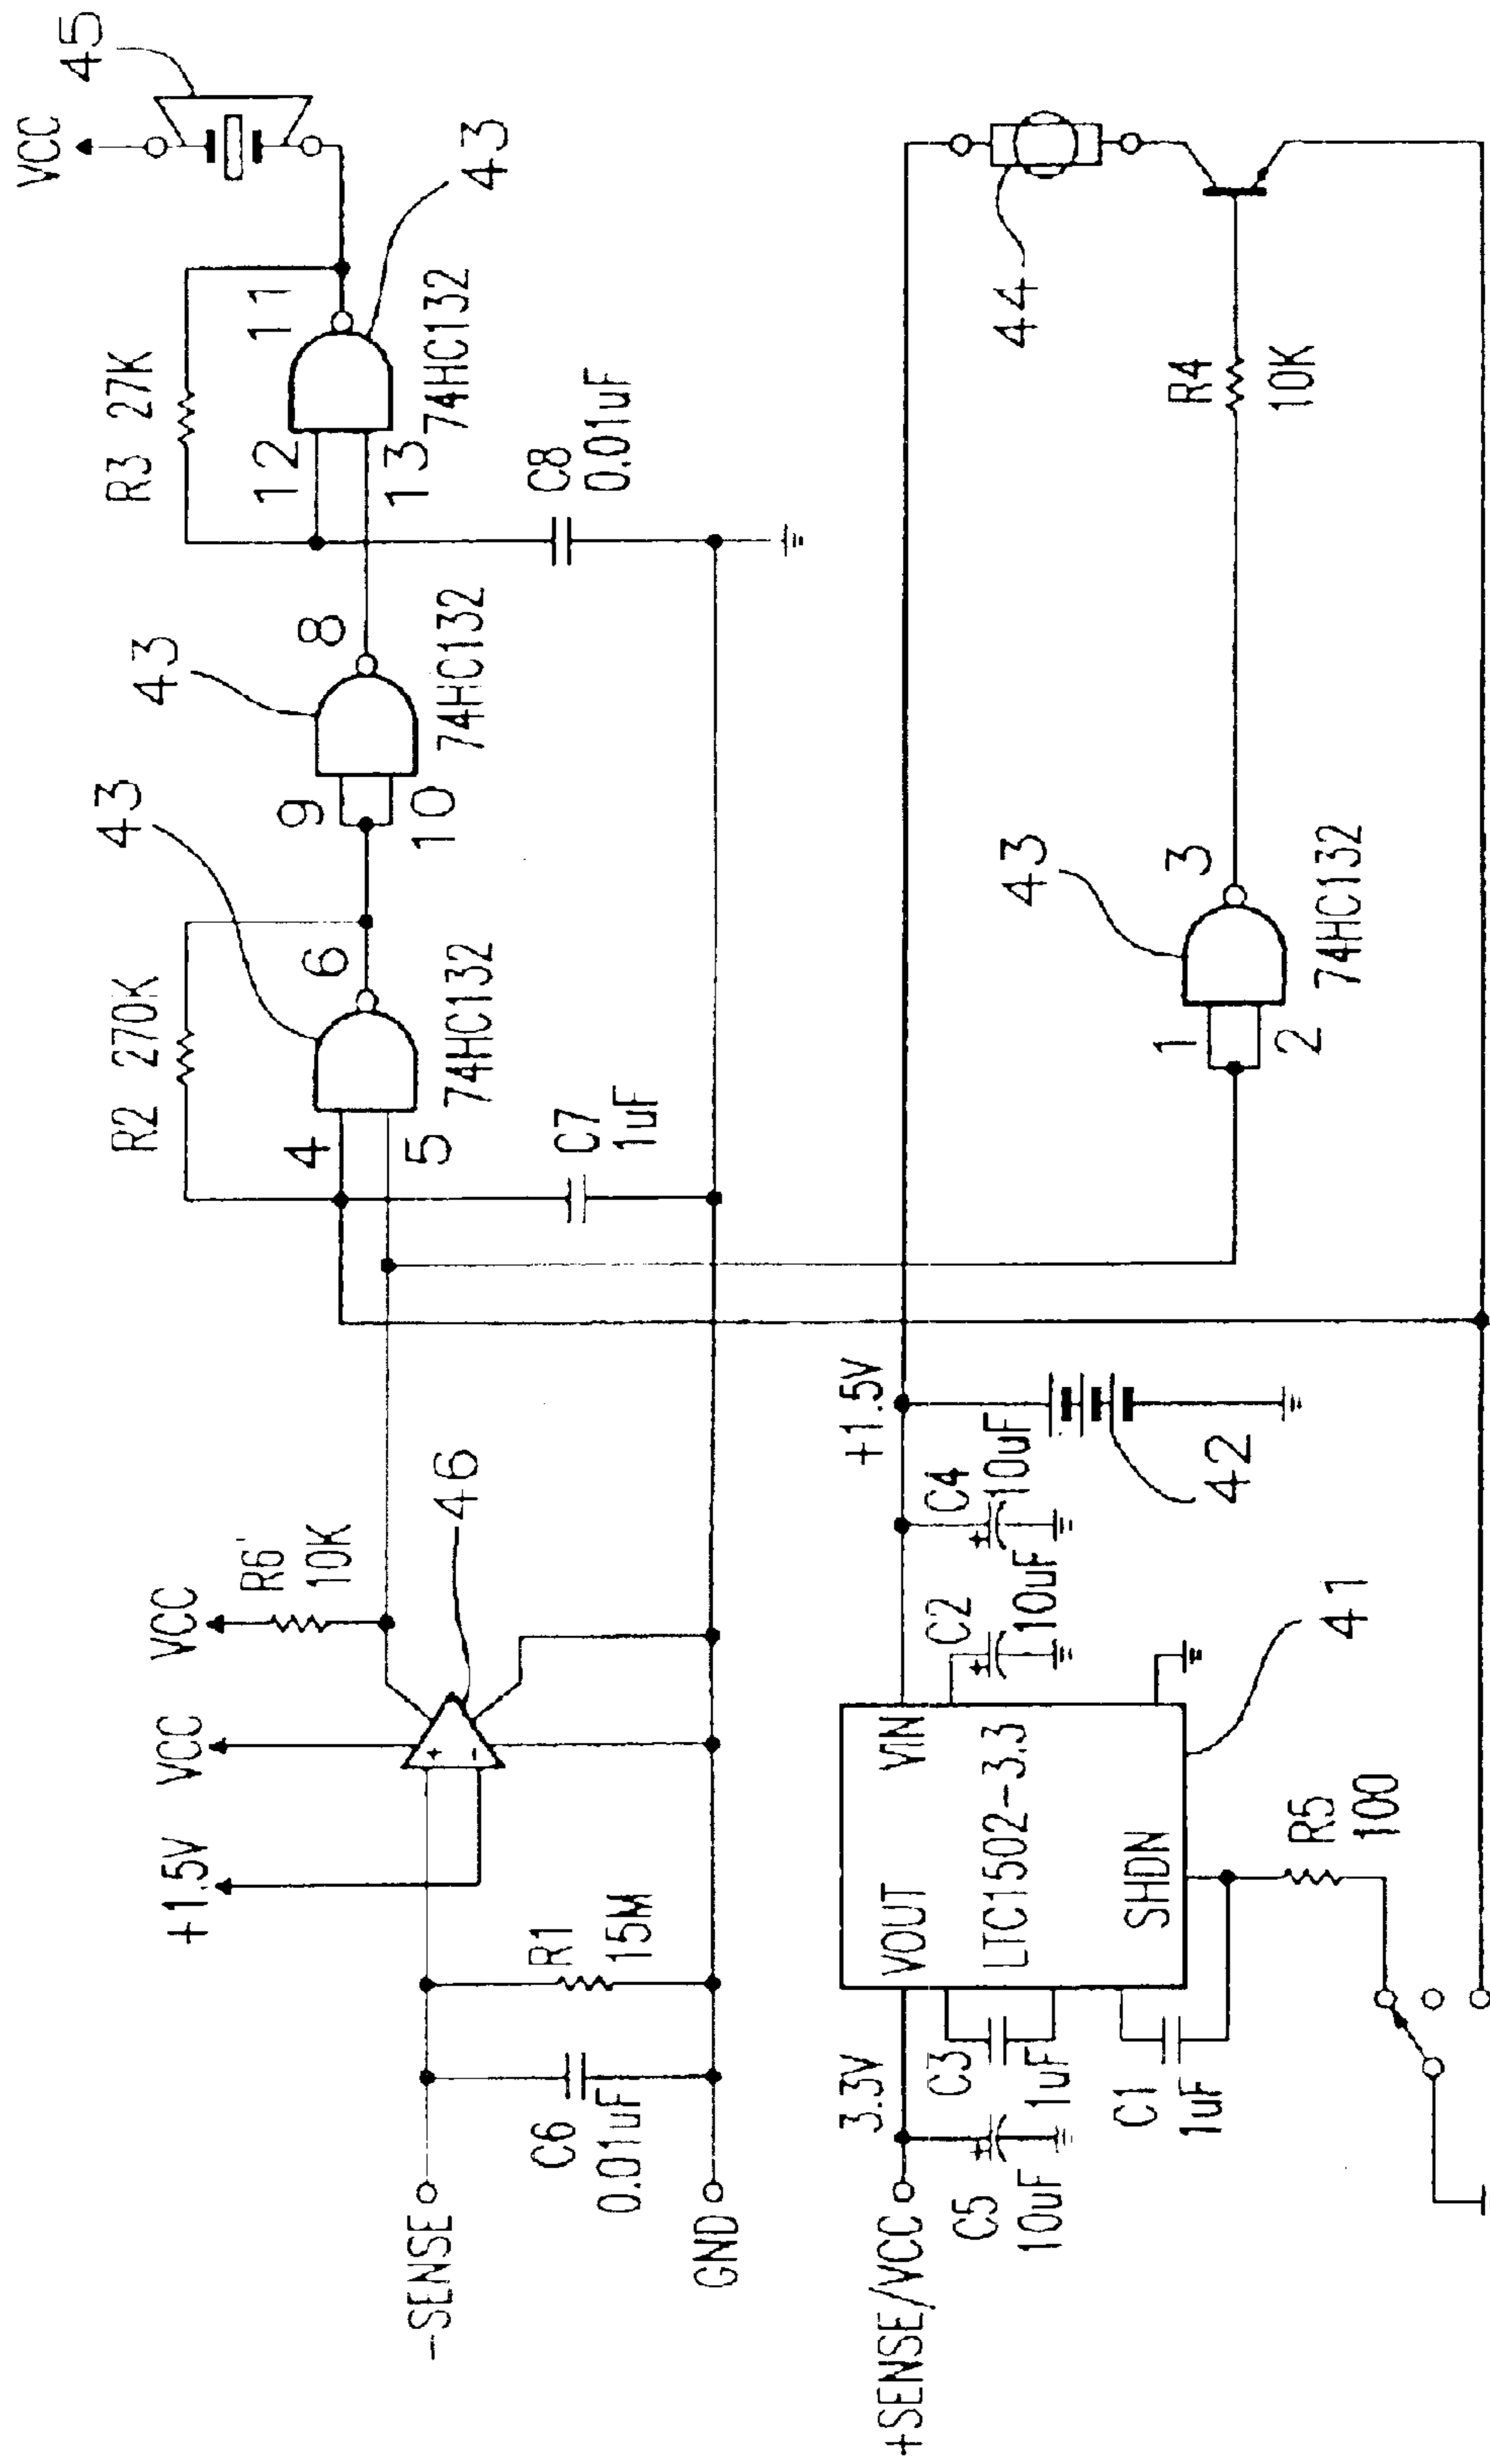 VCC
45
R3 27K
12
11
13
74HC132
43
C8
0.01uF
43
8
9
10
74HC132
43
R2 270K
6
4
5
74HC132
C7
1uF
VCC
R6'
10K
VCC
+1.5V
46
R1
15M
C6
0.01uF
-SENSE
GND
44
R4
10K
43
3
1
2
74HC132
+1.5V
C4
10uF
42
C2
10uF
41
VOUT
VIN
LTC1502-3.3
SHDN
3.3V
C3
1uF
C5
10uF
C1
1uF
R5
100
+SENSE/VCC